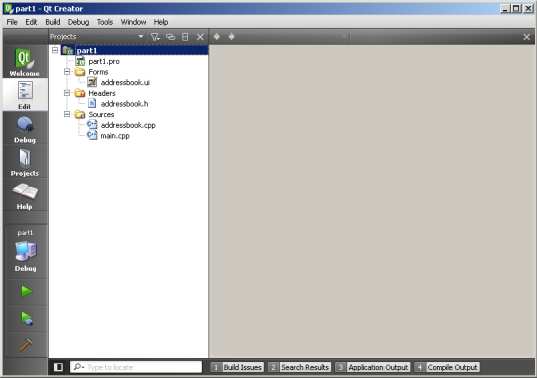 part1 - Qt Creator
File Edit Build Debug Tools Window Help
Projects
part1
part1.pro
Forms
addressbook.ui
Headers
addressbook.h
Sources
addressbook.cpp
main.cpp
Qt
Welcome
Edit
Debug
Projects
Help
part1
Debug
Type to locate
1 Build Issues 2 Search Results 3 Application Output 4 Compile Output